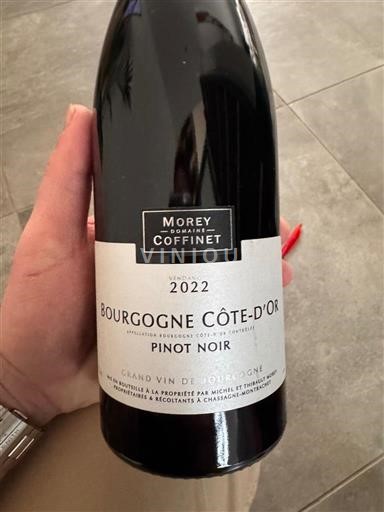 MOREY
DOMAINE
COFFINET
VINIOU
VENDANGE
2022
BOURGOGNE CÔTE-D'OR
APPELLATION BOURGOGNE CÔTE-D'OR CONTRÔLÉE
PINOT NOIR
GRAND VIN DE BOURGOGNE
MIS EN BOUTEILLE À LA PROPRIÉTÉ PAR MICHEL ET THIBAULT MOREY
PROPRIÉTAIRES & RÉCOLTANTS À CHASSAGNE-MONTRACHET